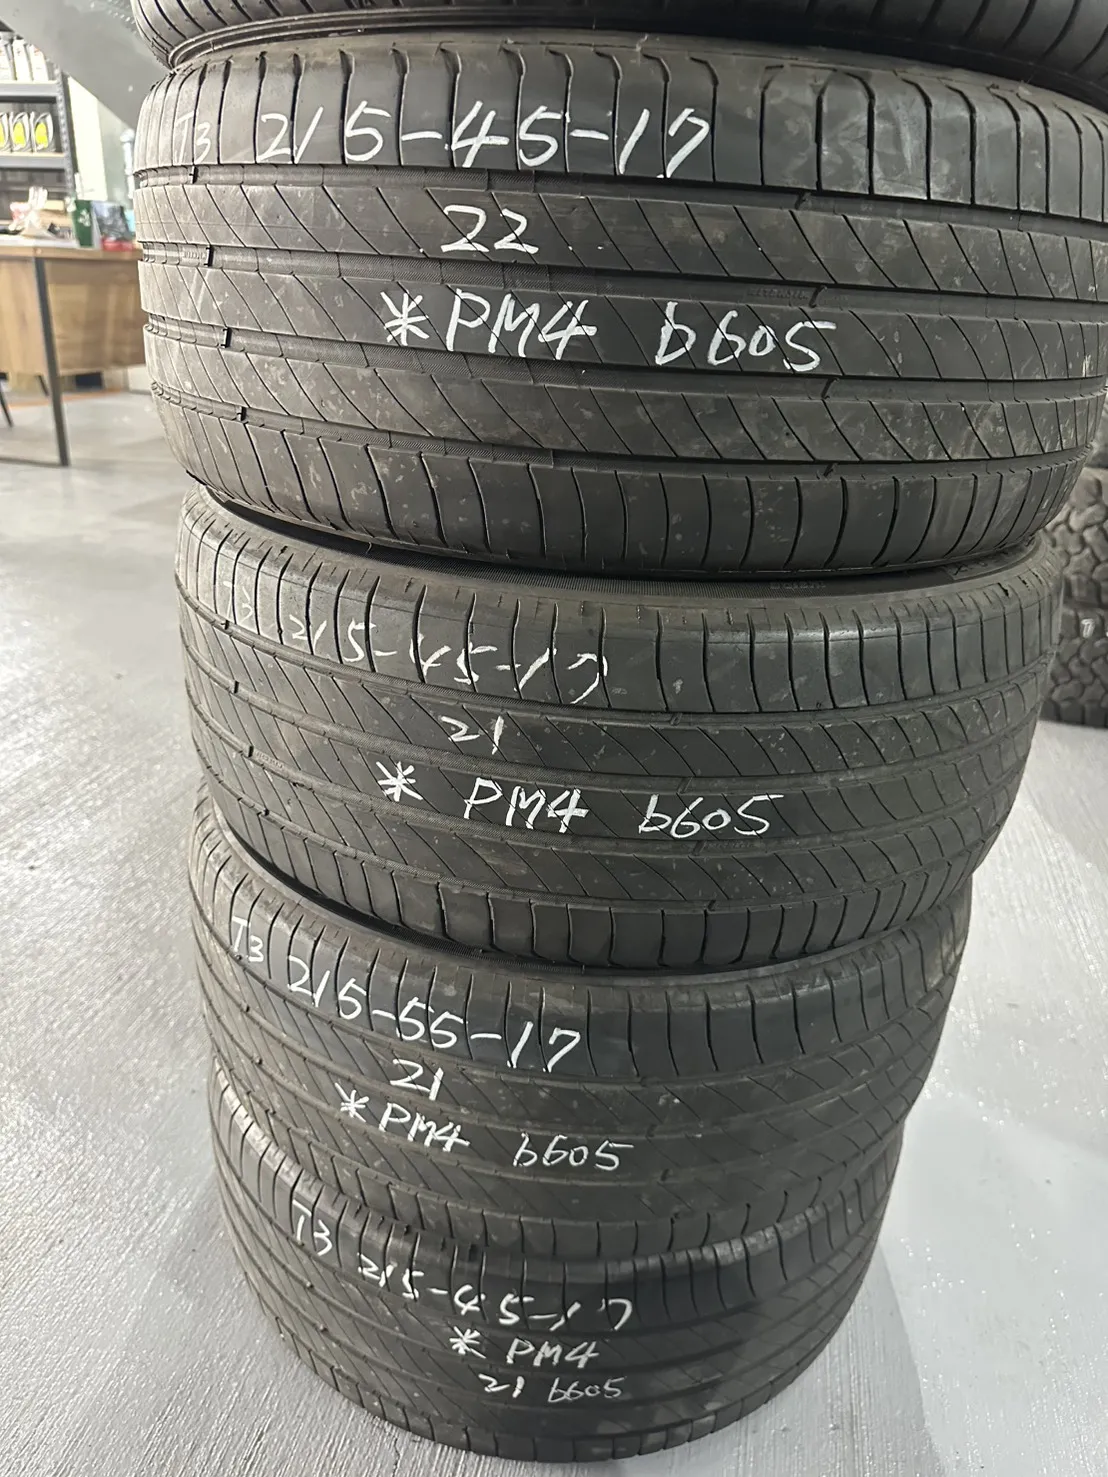 T3 215-45-17
22
*PM4 b605
T3 215-45-17
21
* PM4 b605
T3 215-55-17
21
*PM4 b605
T3 215-45-17
* PM4
21 b605